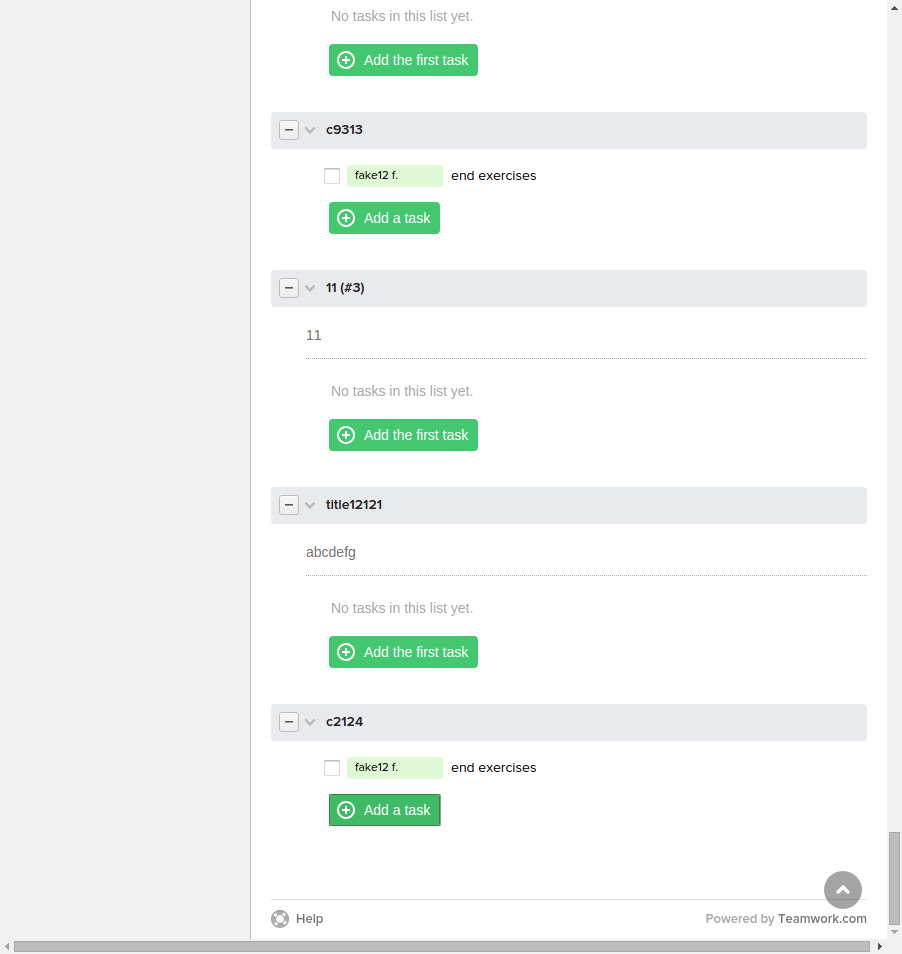 No tasks in this list yet.
Add the first task
c9313
fake12 f. end exercises
Add a task
11 (#3)
11
No tasks in this list yet.
Add the first task
title12121
abcdefg
No tasks in this list yet.
Add the first task
c2124
fake12 f. end exercises
Add a task
Help Powered by Teamwork.com